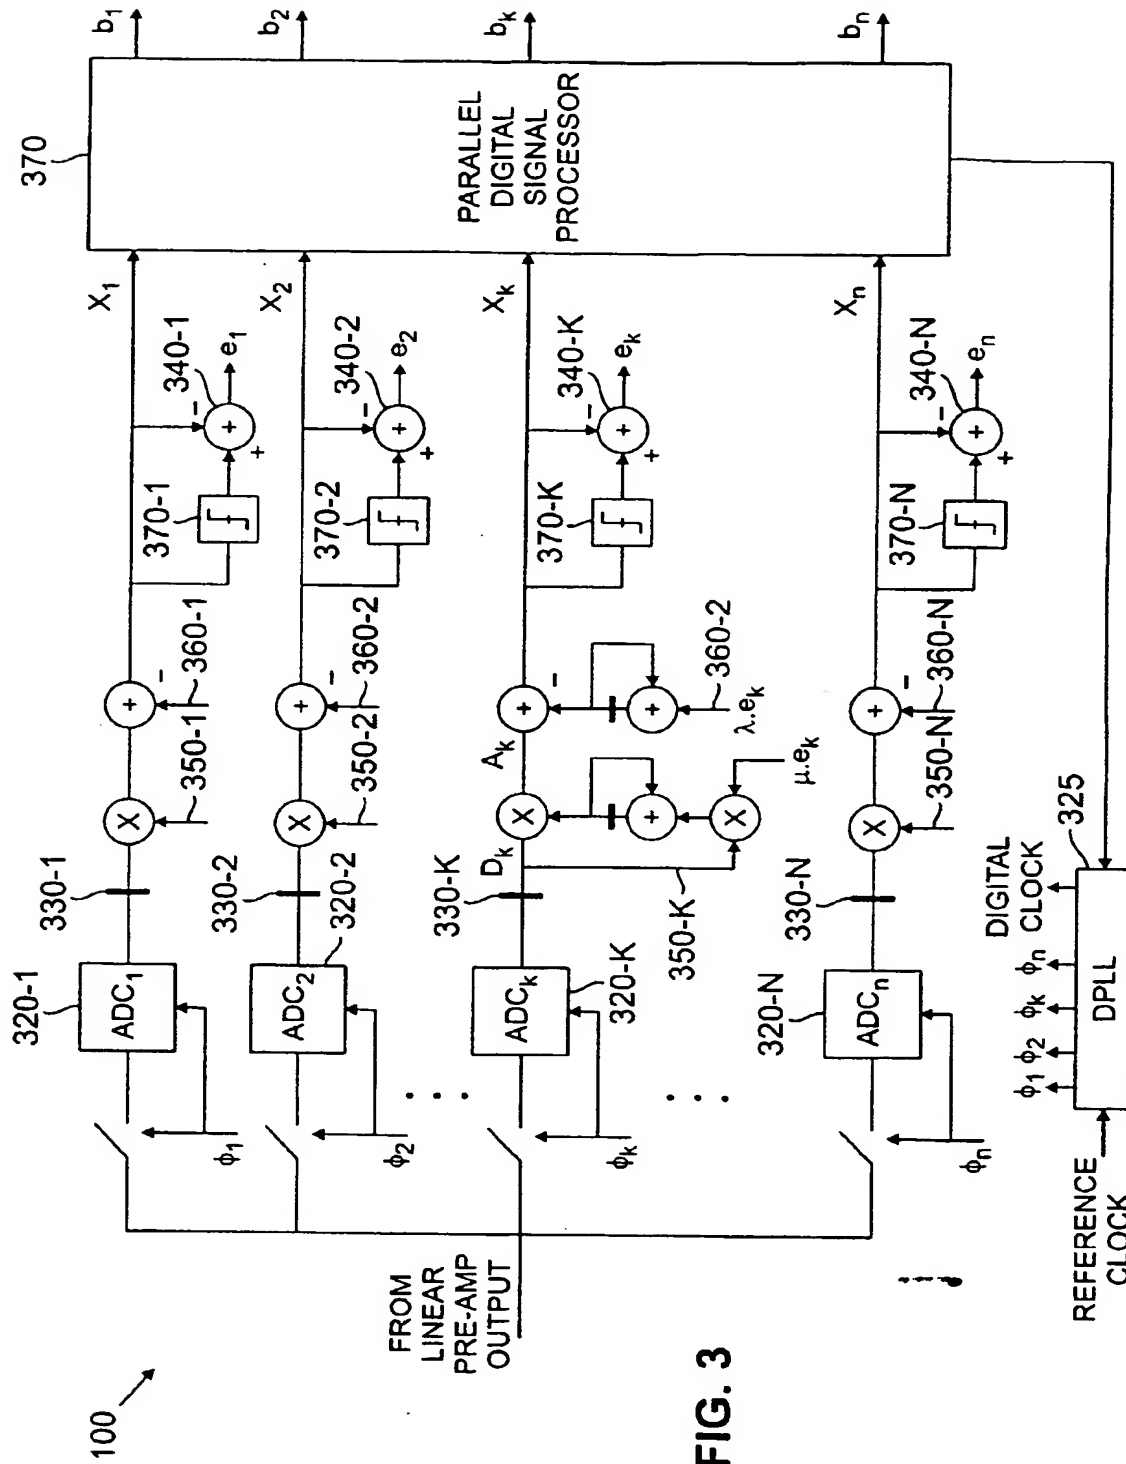 b₁
b₂
bₖ
bₙ
370
PARALLEL
DIGITAL
SIGNAL
PROCESSOR
X₁
X₂
Xₖ
Xₙ
340-1
e₁
340-2
e₂
340-K
eₖ
340-N
eₙ
−
+
−
+
−
+
−
+
+
+
+
+
370-1
370-2
370-K
370-N
360-1
360-2
360-2
360-N
−
−
−
−
+
+
+
+
+
λ.eₖ
Aₖ
350-1
350-2
350-N
X
X
X
X
+
X
μ.eₖ
Dₖ
350-K
330-1
330-2
330-K
330-N
320-1
ADC₁
320-2
ADC₂
320-K
ADCₖ
320-N
ADCₙ
ϕ₁
ϕ₂
ϕₖ
ϕₙ
. . .
. . .
FROM
LINEAR
PRE-AMP
OUTPUT
325
DIGITAL
CLOCK
ϕ₁ ϕ₂ ϕₖ ϕₙ
DPLL
REFERENCE
CLOCK
100
FIG. 3